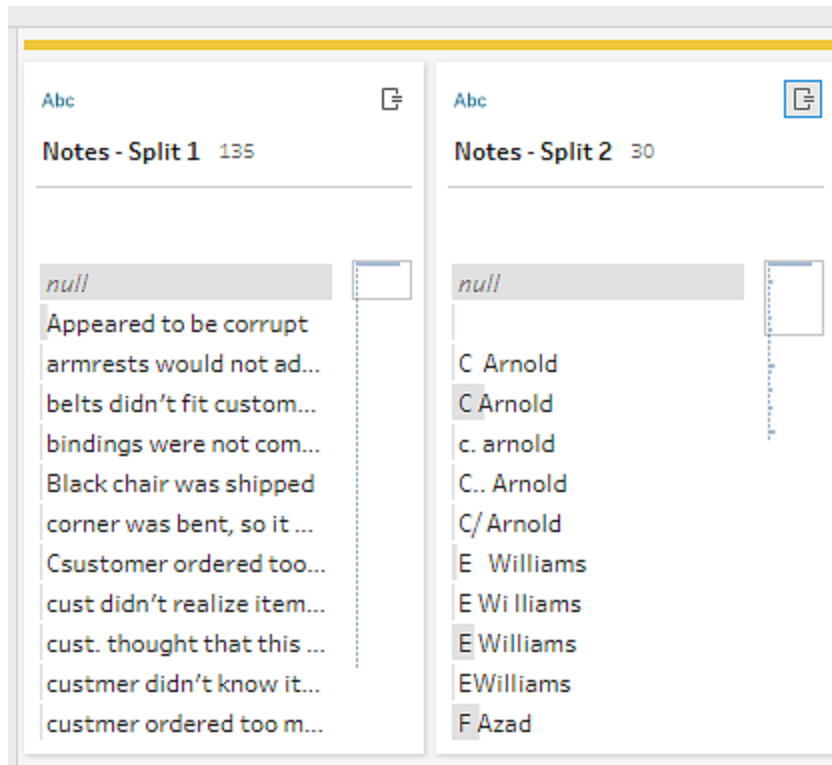 Abc
Notes - Split 1 135
null
Appeared to be corrupt
armrests would not ad...
belts didn't fit custom...
bindings were not com...
Black chair was shipped
corner was bent, so it ...
Csustomer ordered too...
cust didn't realize item...
cust. thought that this ...
custmer didn't know it...
custmer ordered too m...
Abc
Notes - Split 2 30
null
C  Arnold
C Arnold
c. arnold
C.. Arnold
C/ Arnold
E   Williams
E Wi lliams
E Williams
EWilliams
F Azad